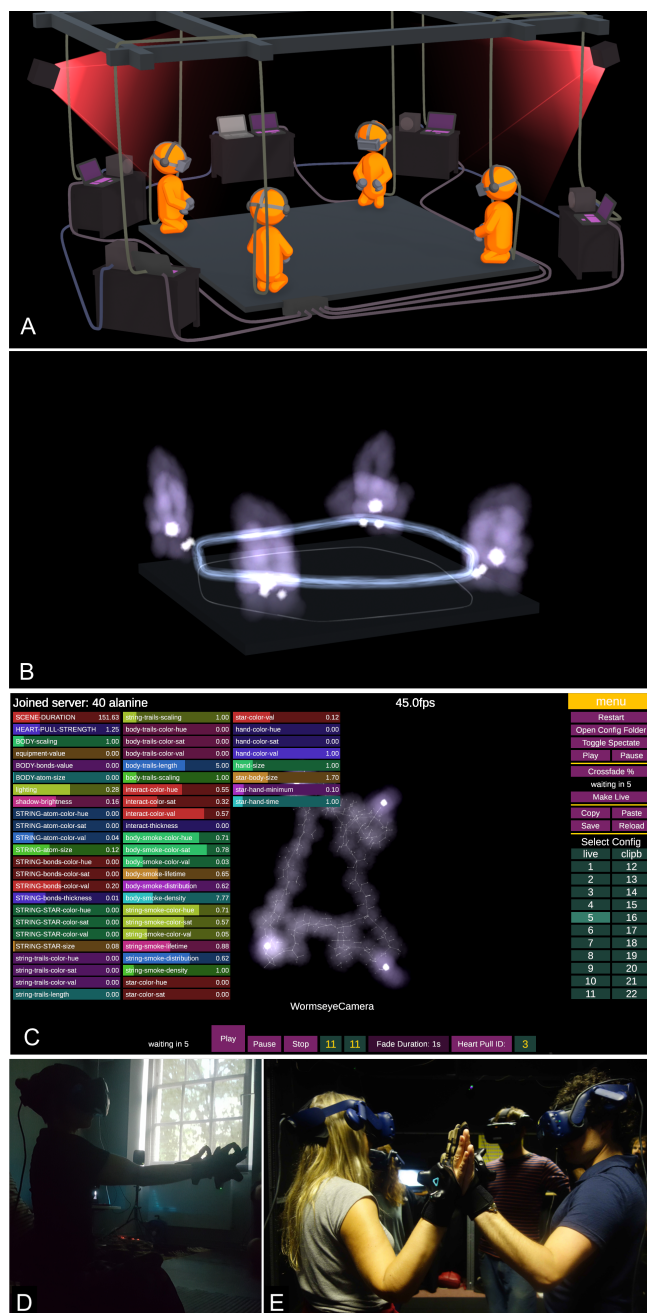 A
B
Joined server: 40 alanine
45.0fps
menu
SCENE-DURATION 151.63
HEART-PULL-STRENGTH 1.25
BODY-scaling 1.00
equipment-value 0.00
BODY-bonds-value 0.00
BODY-atom-size 0.00
lighting 0.28
shadow-brightness 0.16
STRING-atom-color-hue 0.00
STRING-atom-color-sat 0.00
STRING-atom-color-val 0.04
STRING-atom-size 0.12
STRING-bonds-color-hue 0.00
STRING-bonds-color-sat 0.00
STRING-bonds-color-val 0.20
STRING-bonds-thickness 0.01
STRING-STAR-color-hue 0.00
STRING-STAR-color-sat 0.00
STRING-STAR-color-val 0.00
STRING-STAR-size 0.08
string-trails-color-hue 0.00
string-trails-color-sat 0.00
string-trails-color-val 0.00
string-trails-length 0.00
string-trails-scaling 1.00
body-trails-color-hue 0.00
body-trails-color-sat 0.00
body-trails-color-val 0.00
body-trails-length 5.00
body-trails-scaling 1.00
interact-color-hue 0.55
interact-color-sat 0.32
interact-color-val 0.57
interact-thickness 0.00
body-smoke-color-hue 0.71
body-smoke-color-sat 0.78
body-smoke-color-val 0.03
body-smoke-lifetime 0.65
body-smoke-distribution 0.62
body-smoke-density 7.77
string-smoke-color-hue 0.71
string-smoke-color-sat 0.57
string-smoke-color-val 0.05
string-smoke-lifetime 0.88
string-smoke-distribution 0.62
string-smoke-density 1.00
star-color-hue 0.00
star-color-sat 0.00
star-color-val 0.12
hand-color-hue 0.00
hand-color-sat 0.00
hand-color-val 1.00
hand-size 1.00
star-body-size 1.70
star-hand-minimum 0.10
star-hand-time 1.00
Restart
Open Config Folder
Toggle Spectate
Play Pause
Crossfade %
waiting in 5
Make Live
Copy Paste
Save Reload
Select Config
live clipb
1 12
2 13
3 14
4 15
5 16
6 17
7 18
8 19
9 20
10 21
11 22
WormseyeCamera
C
waiting in 5 Play Pause Stop 11 11 Fade Duration: 1s Heart Pull ID: 3
D
E